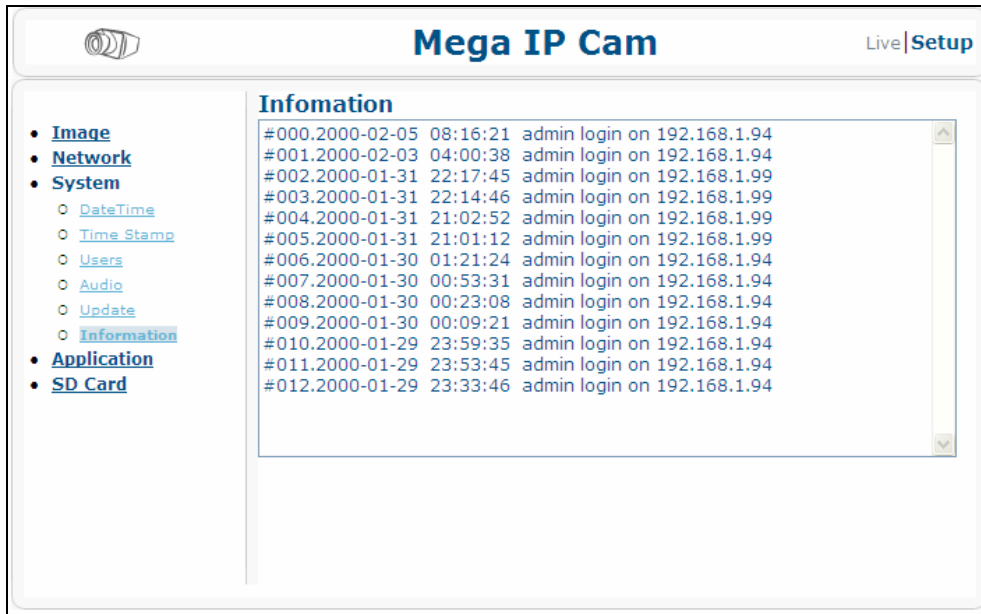 Mega IP Cam
Live|Setup
Image
Network
System
DateTime
Time Stamp
Users
Audio
Update
Information
Application
SD Card
Infomation
#000.2000-02-05 08:16:21 admin login on 192.168.1.94
#001.2000-02-03 04:00:38 admin login on 192.168.1.94
#002.2000-01-31 22:17:45 admin login on 192.168.1.99
#003.2000-01-31 22:14:46 admin login on 192.168.1.99
#004.2000-01-31 21:02:52 admin login on 192.168.1.99
#005.2000-01-31 21:01:12 admin login on 192.168.1.99
#006.2000-01-30 01:21:24 admin login on 192.168.1.94
#007.2000-01-30 00:53:31 admin login on 192.168.1.94
#008.2000-01-30 00:23:08 admin login on 192.168.1.94
#009.2000-01-30 00:09:21 admin login on 192.168.1.94
#010.2000-01-29 23:59:35 admin login on 192.168.1.94
#011.2000-01-29 23:53:45 admin login on 192.168.1.94
#012.2000-01-29 23:33:46 admin login on 192.168.1.94